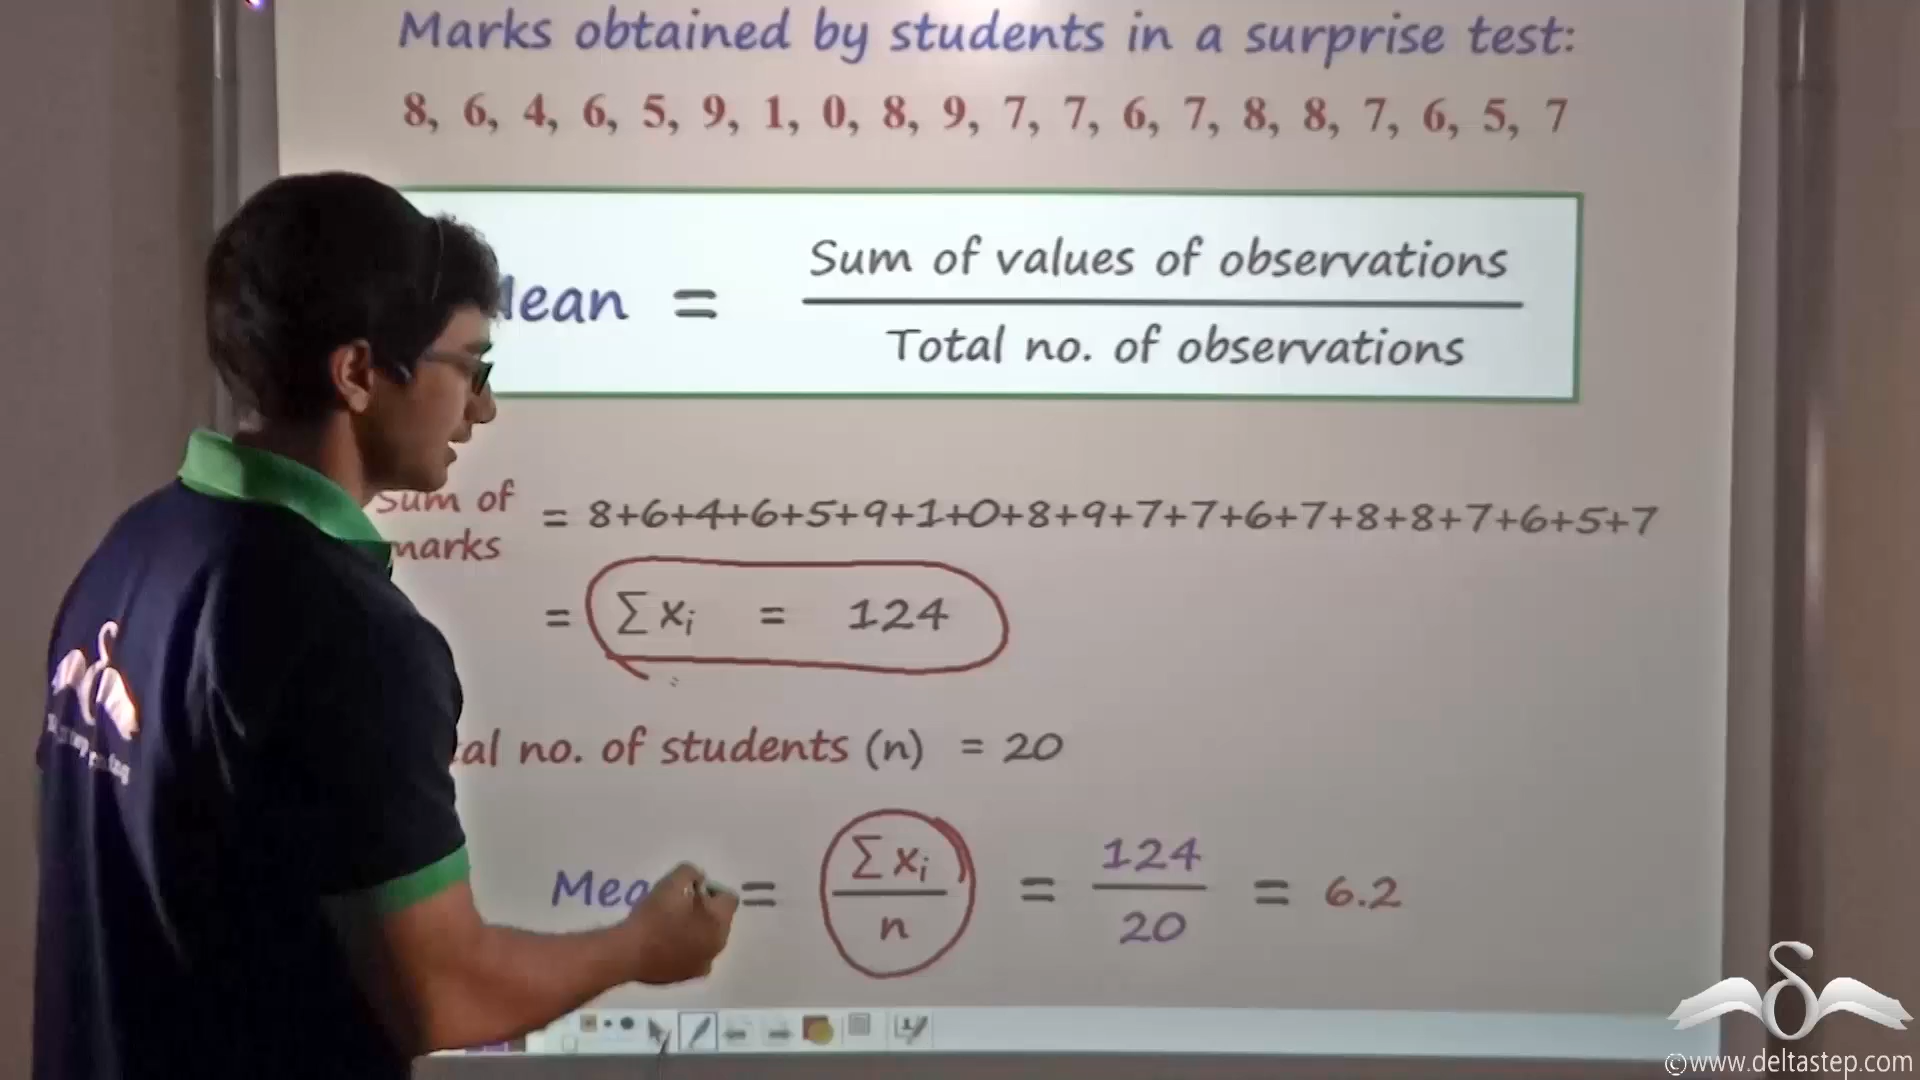 Marks obtained by students in a surprise test:
8, 6, 4, 6, 5, 9, 1, 0, 8, 9, 7, 7, 6, 7, 8, 8, 7, 6, 5, 7
Mean = Sum of values of observations
Total no. of observations
Sum of
marks
= 8+6+4+6+5+9+1+0+8+9+7+7+6+7+8+8+7+6+5+7
= ∑xᵢ = 124
al no. of students (n) = 20
Mea = ∑xᵢ / n = 124 / 20 = 6.2
©www.deltastep.com